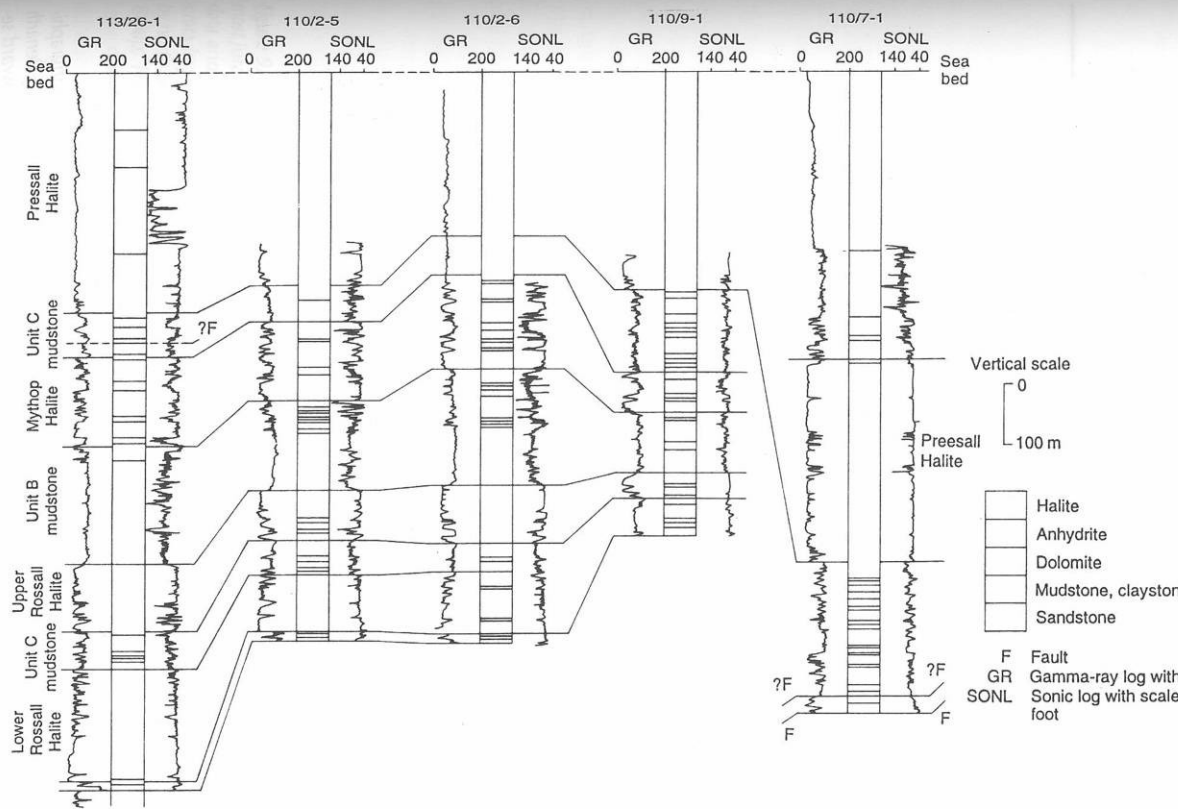 113/26-1 110/2-5 110/2-6 110/9-1 110/7-1
GR SONL GR SONL GR SONL GR SONL GR SONL
0 200 140 40 0 200 140 40 0 200 140 40 0 200 140 40 0 200 140 40
Sea
bed
Sea
bed
Pressall
Halite
Unit C
mudstone
?F
Mythop
Halite
Unit B
mudstone
Upper
Rossall
Halite
Unit C
mudstone
Lower
Rossall
Halite
Preesall
Halite
?F
?F
F
F
Vertical scale
0
100 m
Halite
Anhydrite
Dolomite
Mudstone, clayston
Sandstone
F Fault
GR Gamma-ray log with
SONL Sonic log with scale
foot